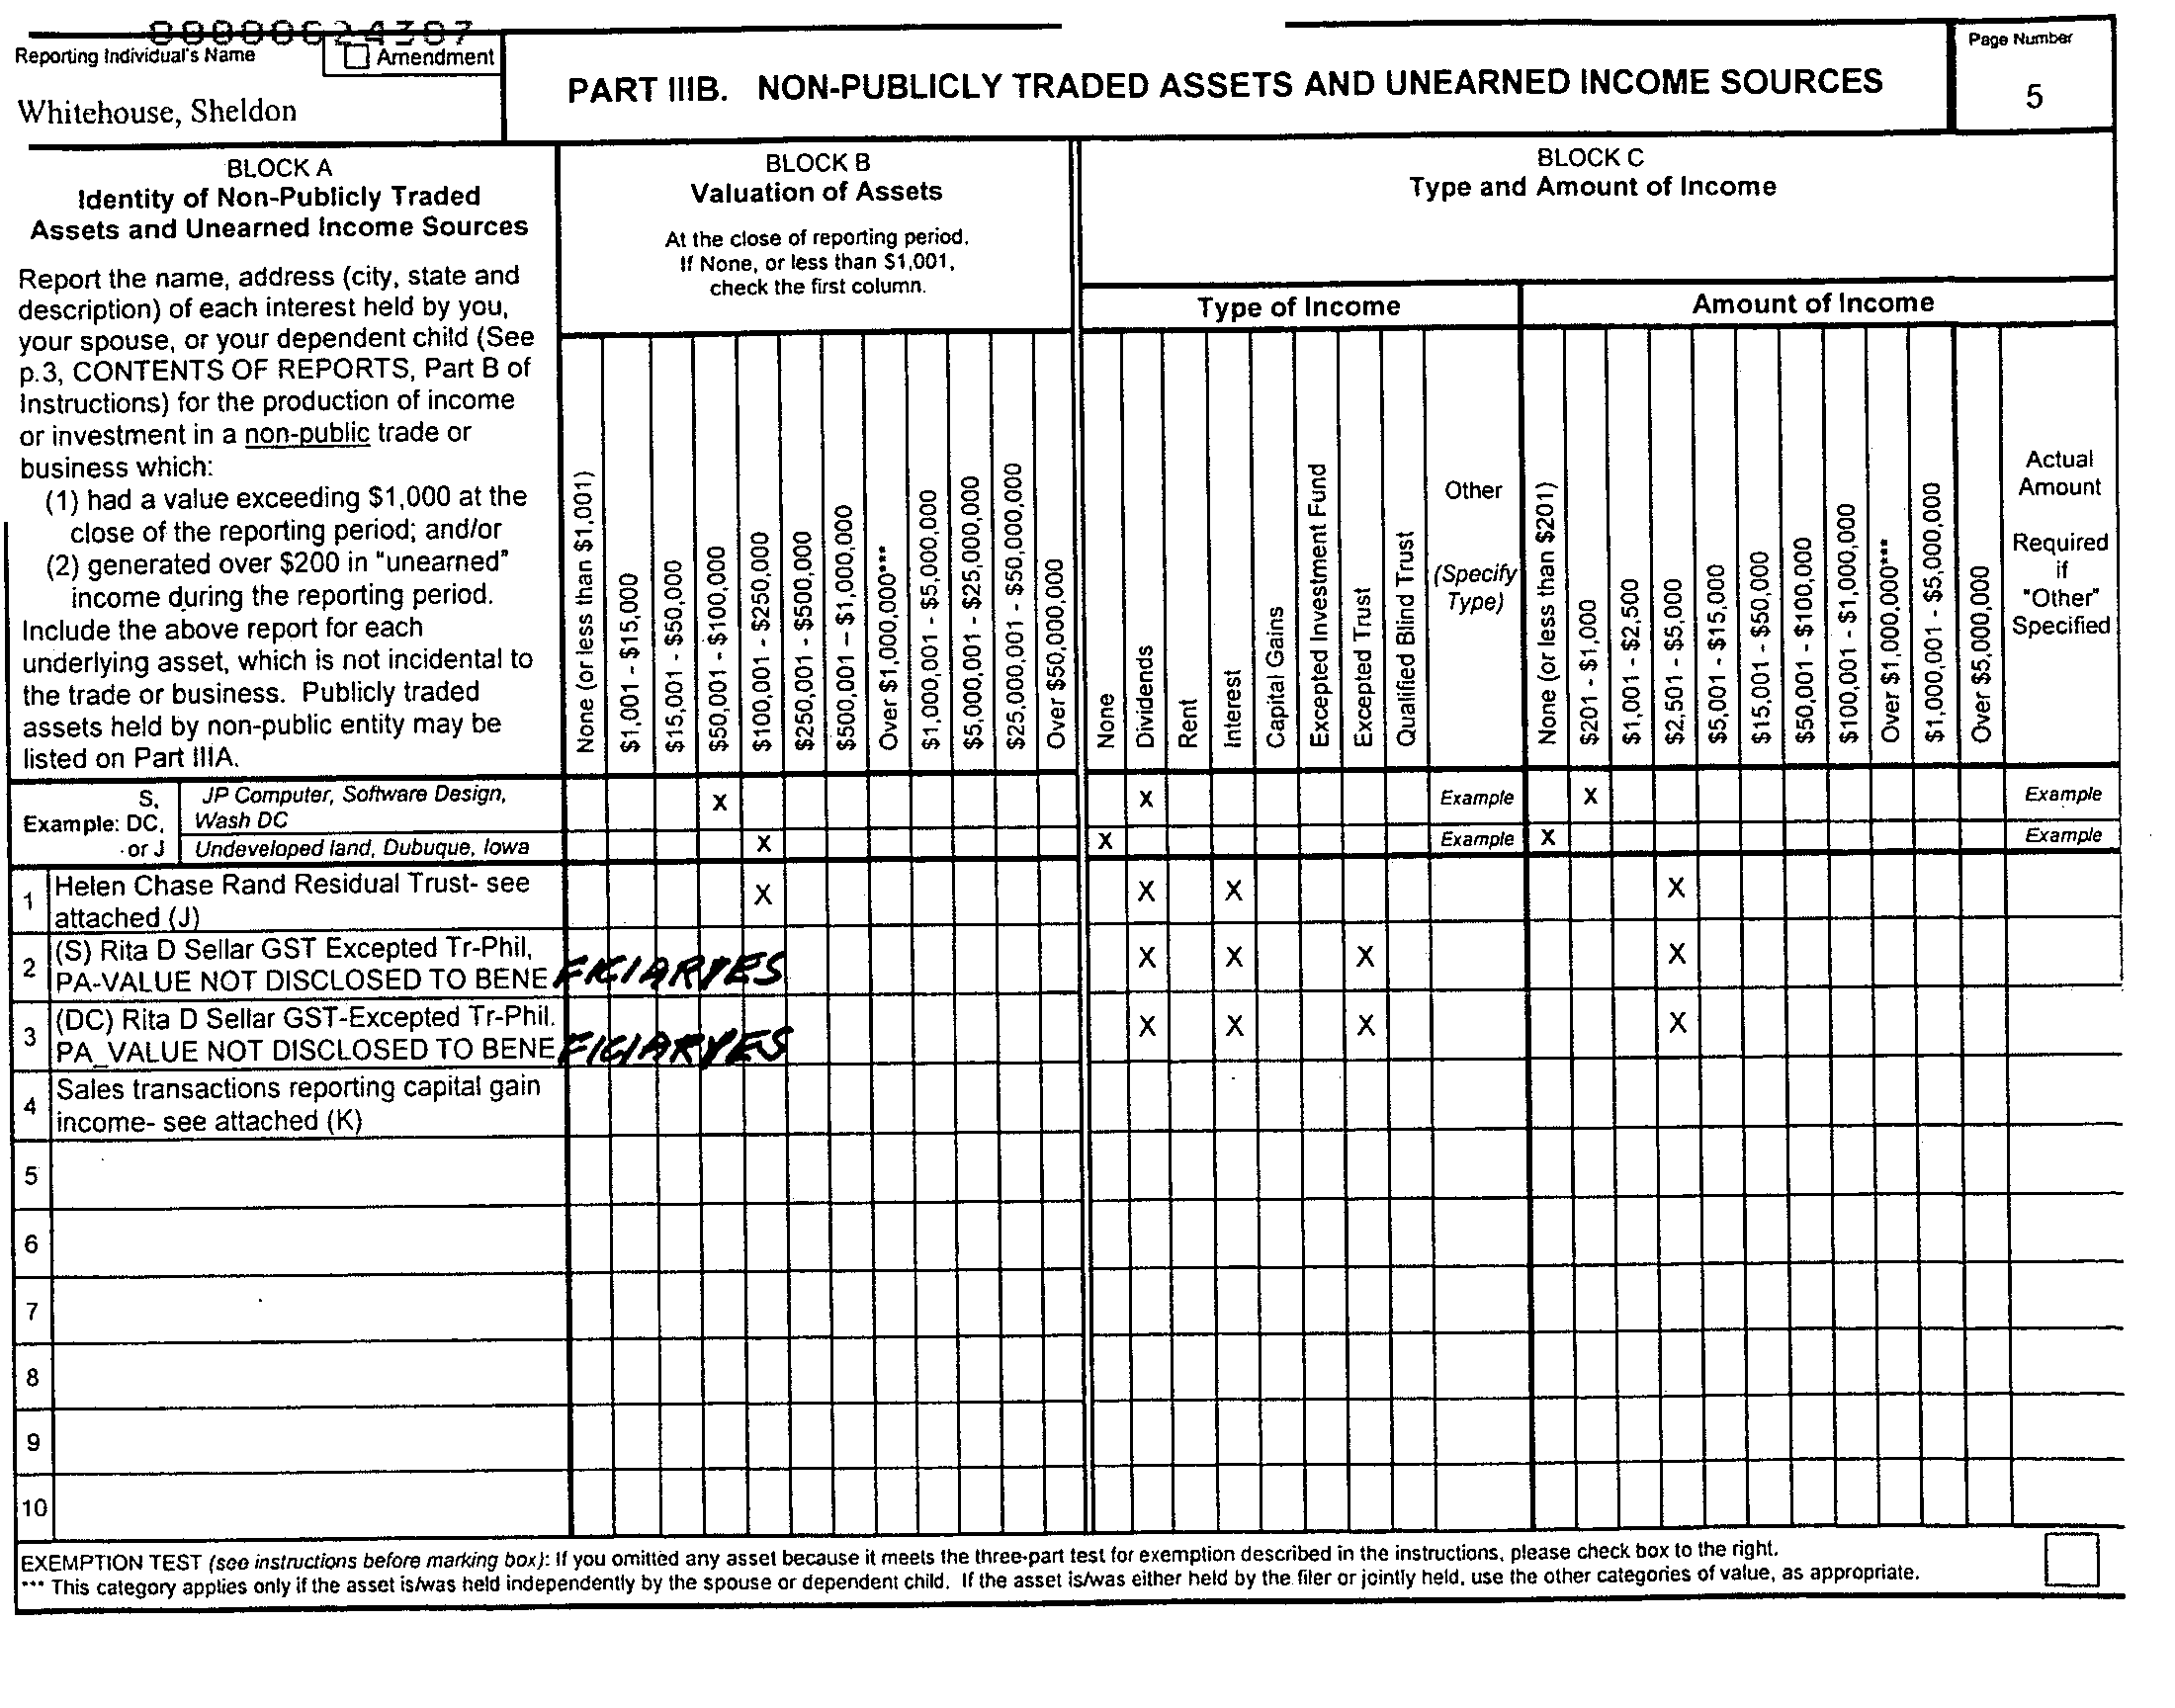 00000624307
Reporting Individual's Name
Amendment
Whitehouse, Sheldon
PART IIIB. NON-PUBLICLY TRADED ASSETS AND UNEARNED INCOME SOURCES
Page Number
5
BLOCK A
Identity of Non-Publicly Traded
Assets and Unearned Income Sources
Report the name, address (city, state and
description) of each interest held by you,
your spouse, or your dependent child (See
p.3, CONTENTS OF REPORTS, Part B of
Instructions) for the production of income
or investment in a non-public trade or
business which:
(1) had a value exceeding $1,000 at the
close of the reporting period; and/or
(2) generated over $200 in "unearned"
income during the reporting period.
Include the above report for each
underlying asset, which is not incidental to
the trade or business. Publicly traded
assets held by non-public entity may be
listed on Part IIIA.
BLOCK B
Valuation of Assets
At the close of reporting period.
If None, or less than $1,001,
check the first column.
None (or less than $1,001)
$1,001 - $15,000
$15,001 - $50,000
$50,001 - $100,000
$100,001 - $250,000
$250,001 - $500,000
$500,001 – $1,000,000
Over $1,000,000***
$1,000,001 - $5,000,000
$5,000,001 - $25,000,000
$25,000,001 - $50,000,000
Over $50,000,000
BLOCK C
Type and Amount of Income
Type of Income
None
Dividends
Rent
Interest
Capital Gains
Excepted Investment Fund
Excepted Trust
Qualified Blind Trust
Other
(Specify
Type)
Amount of Income
None (or less than $201)
$201 - $1,000
$1,001 - $2,500
$2,501 - $5,000
$5,001 - $15,000
$15,001 - $50,000
$50,001 - $100,000
$100,001 - $1,000,000
Over $1,000,000***
$1,000,001 - $5,000,000
Over $5,000,000
Actual
Amount
Required
if
"Other"
Specified
Example:
S,
DC,
or J
JP Computer, Software Design,
Wash DC
X X Example X Example
Undeveloped land, Dubuque, Iowa X X Example X Example
1 Helen Chase Rand Residual Trust- see
attached (J)
X X X X
2 (S) Rita D Sellar GST Excepted Tr-Phil,
PA-VALUE NOT DISCLOSED TO BENE FICIARYES
X X X X
3 (DC) Rita D Sellar GST-Excepted Tr-Phil.
PA_VALUE NOT DISCLOSED TO BENE FICIARYES
X X X X
4 Sales transactions reporting capital gain
income- see attached (K)
5
6
7
8
9
10
EXEMPTION TEST (see instructions before marking box): If you omitted any asset because it meets the three-part test for exemption described in the instructions, please check box to the right.
*** This category applies only if the asset is/was held independently by the spouse or dependent child. If the asset is/was either held by the filer or jointly held, use the other categories of value, as appropriate.